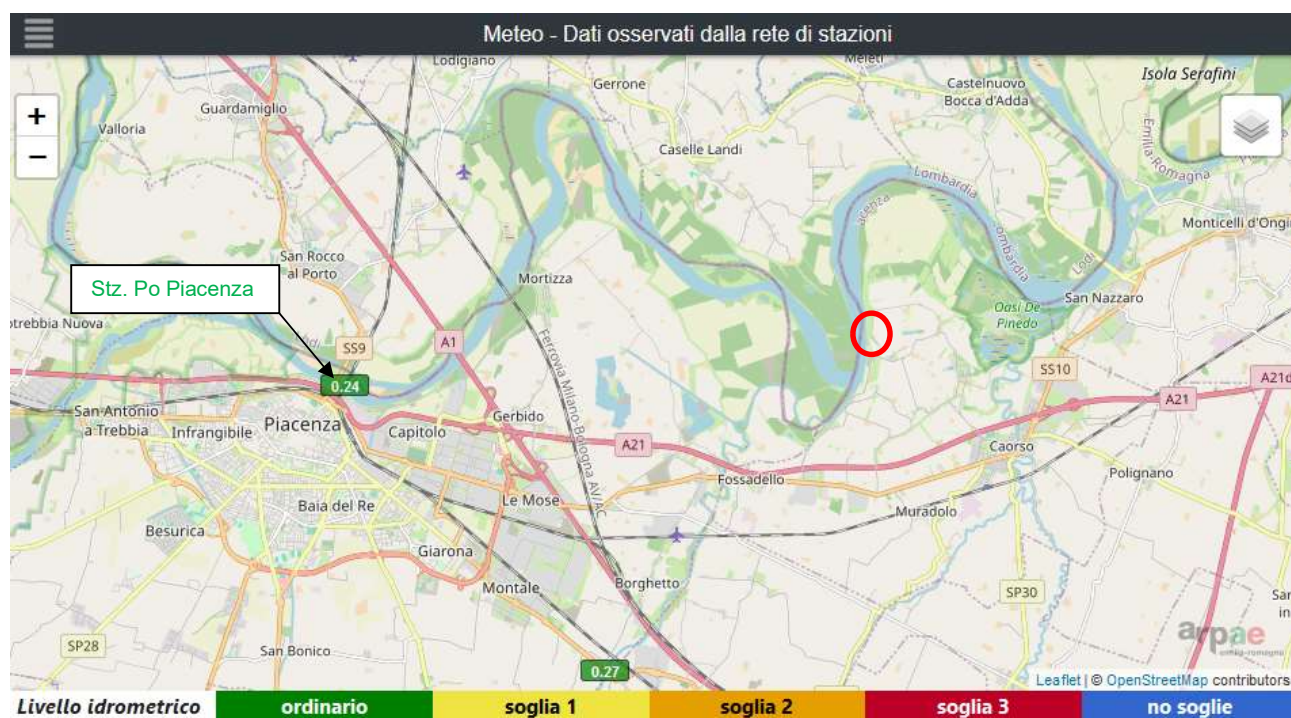 Meteo - Dati osservati dalla rete di stazioni
Lodigiano
Meleti
Isola Serafini
Gerrone
Castelnuovo
Bocca d'Adda
Guardamiglio
+
Valloria
−
Caselle Landi
Emilia-Romagna
Lombardia
Lombardia
Lodi
Monticelli d'Ongi
San Rocco
al Porto
Mortizza
Stz. Po Piacenza
San Nazzaro
Oasi De
Pinedo
trebbia Nuova
SS9
A1
Ferrovia Milano-Bologna AV/AC
SS10
0.24
A21d
A21
San Antonio
a Trebbia
Infrangibile
Piacenza
Capitolo
Gerbido
A21
Caorso
Fossadello
Polignano
Le Mose
Baia del Re
Muradolo
Besurica
Giarona
Montale
Borghetto
SP30
SP28
San Bonico
0.27
arpae
emilia-romagna
Leaflet | © OpenStreetMap contributors
Livello idrometrico ordinario soglia 1 soglia 2 soglia 3 no soglie